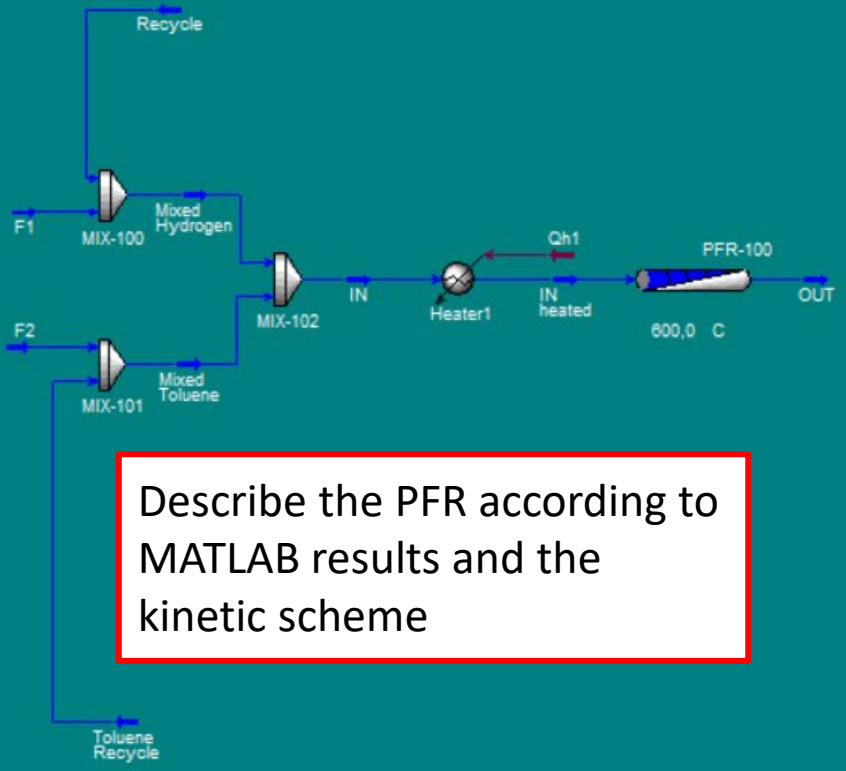 Recycle
F1
MIX-100
Mixed
Hydrogen
MIX-102
IN
Qh1
Heater1
IN
heated
PFR-100
600,0 C
OUT
F2
MIX-101
Mixed
Toluene
Describe the PFR according to
MATLAB results and the
kinetic scheme
Toluene
Recycle